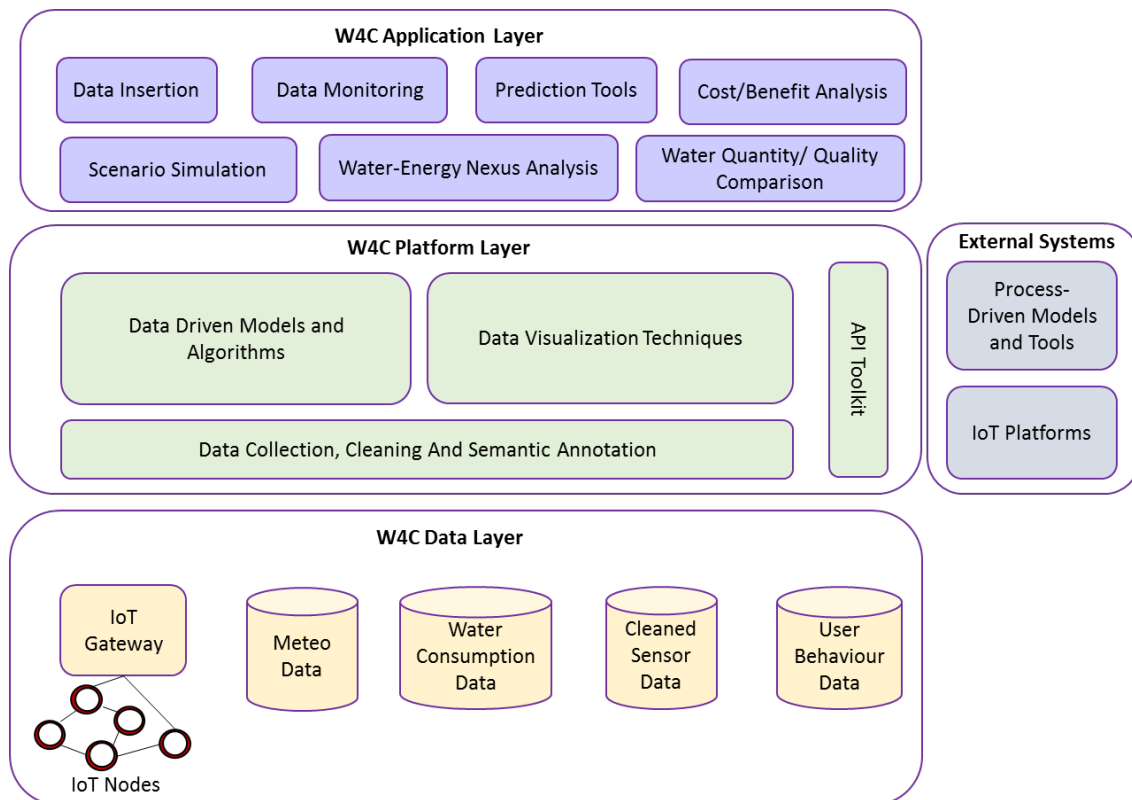 W4C Application Layer
Data Insertion
Data Monitoring
Prediction Tools
Cost/Benefit Analysis
Scenario Simulation
Water-Energy Nexus Analysis
Water Quantity/ Quality
Comparison
W4C Platform Layer
Data Driven Models and
Algorithms
Data Visualization Techniques
API Toolkit
Data Collection, Cleaning And Semantic Annotation
External Systems
Process-
Driven Models
and Tools
IoT Platforms
W4C Data Layer
IoT
Gateway
IoT Nodes
Meteo
Data
Water
Consumption
Data
Cleaned
Sensor
Data
User
Behaviour
Data